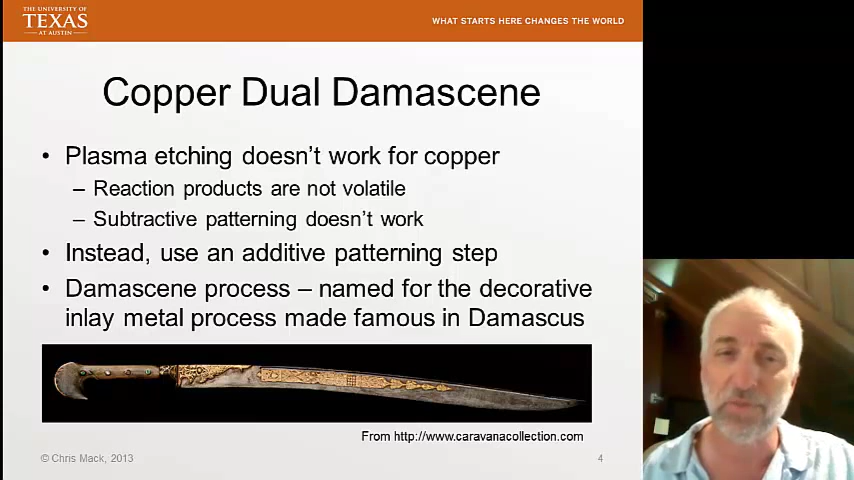 THE UNIVERSITY OF
TEXAS
AT AUSTIN
WHAT STARTS HERE CHANGES THE WORLD
Copper Dual Damascene
• Plasma etching doesn't work for copper
– Reaction products are not volatile
– Subtractive patterning doesn't work
• Instead, use an additive patterning step
• Damascene process – named for the decorative
inlay metal process made famous in Damascus
From http://www.caravanacollection.com
© Chris Mack, 2013
4